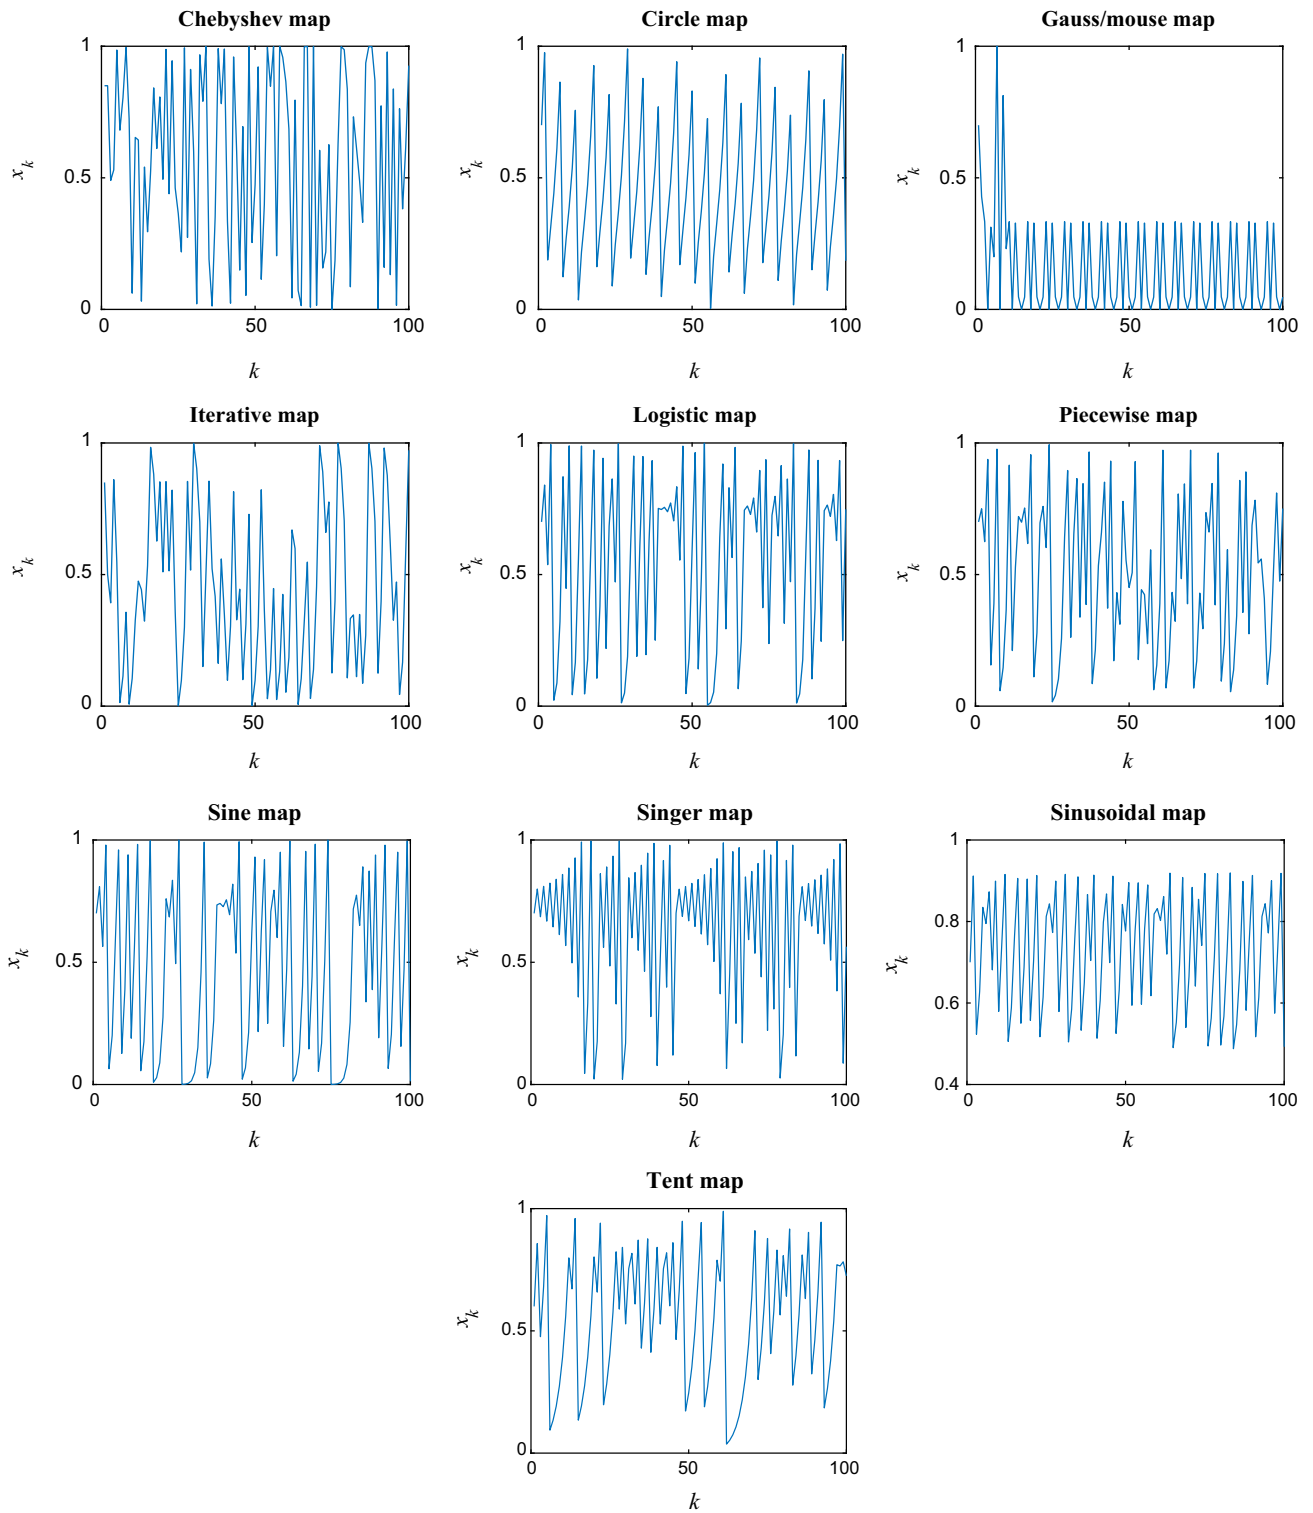 Chebyshev map
Circle map
Gauss/mouse map
1
0.5
0
0
50
100
x_k
k
1
0.5
0
0
50
100
x_k
k
1
0.5
0
0
50
100
x_k
k
Iterative map
Logistic map
Piecewise map
1
0.5
0
0
50
100
x_k
k
1
0.5
0
0
50
100
x_k
k
1
0.5
0
0
50
100
x_k
k
Sine map
Singer map
Sinusoidal map
1
0.5
0
0
50
100
x_k
k
1
0.5
0
0
50
100
x_k
k
1
0.8
0.6
0.4
0
50
100
x_k
k
Tent map
1
0.5
0
0
50
100
x_k
k